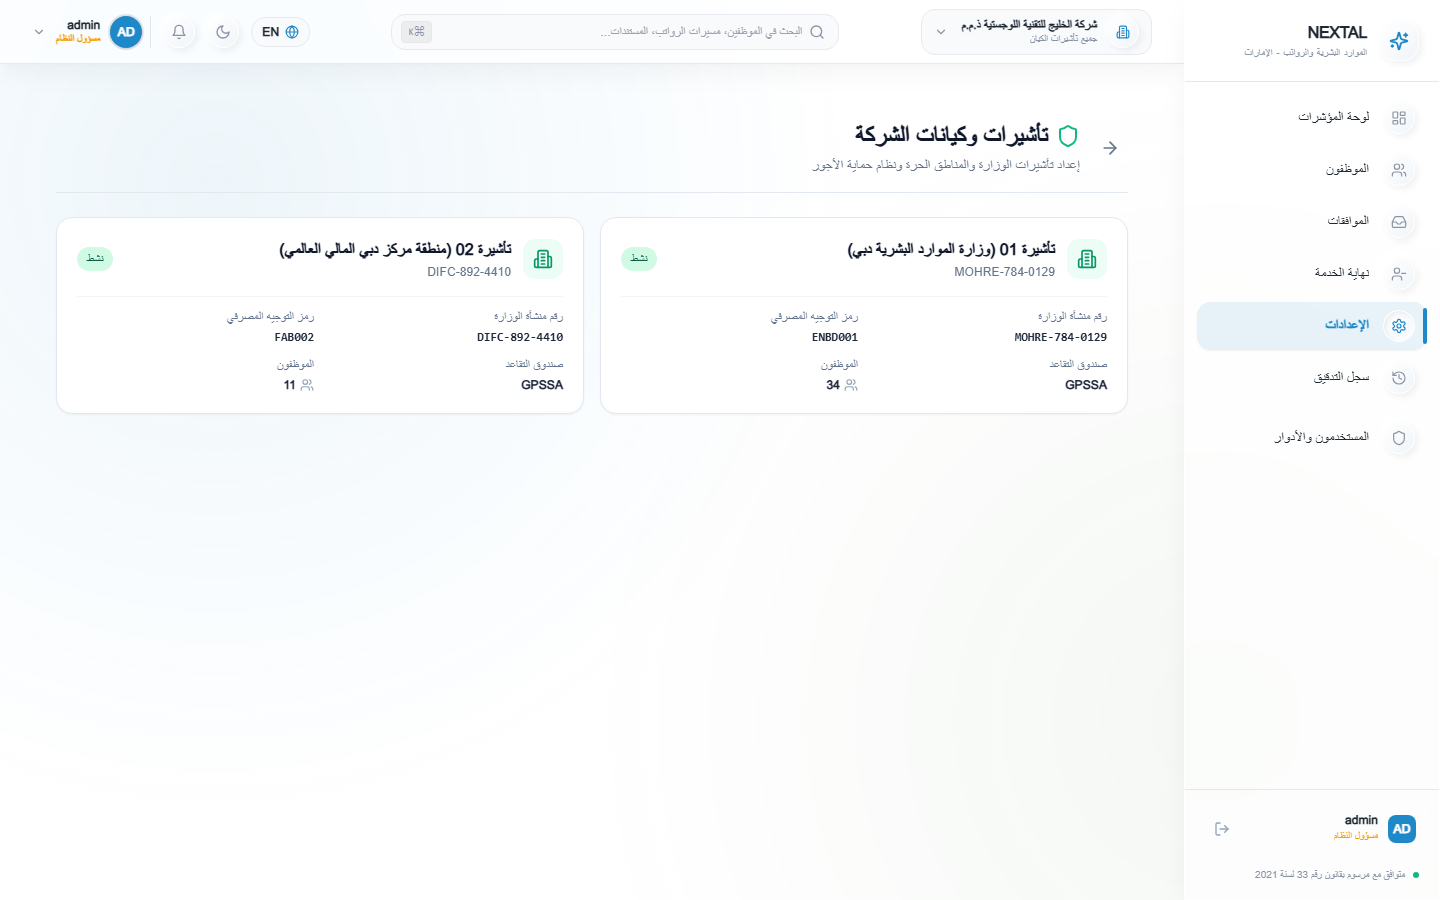 NEXTAL
الموارد البشرية والرواتب - الإمارات
شركة الخليج للتقنية اللوجستية ذ.م.م
جميع تأشيرات الكيان
البحث في الموظفين، مسيرات الرواتب، المستندات...
⌘K
EN
AD
admin
مسؤول النظام
لوحة المؤشرات
الموظفون
الموافقات
نهاية الخدمة
الإعدادات
سجل التدقيق
المستخدمون والأدوار
تأشيرات وكيانات الشركة
إعداد تأشيرات الوزارة والمناطق الحرة ونظام حماية الأجور
تأشيرة 01 (وزارة الموارد البشرية دبي)
MOHRE-784-0129
نشط
رقم منشأة الوزارة
رمز التوجيه المصرفي
MOHRE-784-0129
ENBD001
صندوق التقاعد
الموظفون
GPSSA
34
تأشيرة 02 (منطقة مركز دبي المالي العالمي)
DIFC-892-4410
نشط
رقم منشأة الوزارة
رمز التوجيه المصرفي
DIFC-892-4410
FAB002
صندوق التقاعد
الموظفون
GPSSA
11
AD
admin
مسؤول النظام
متوافق مع مرسوم بقانون رقم 33 لسنة 2021